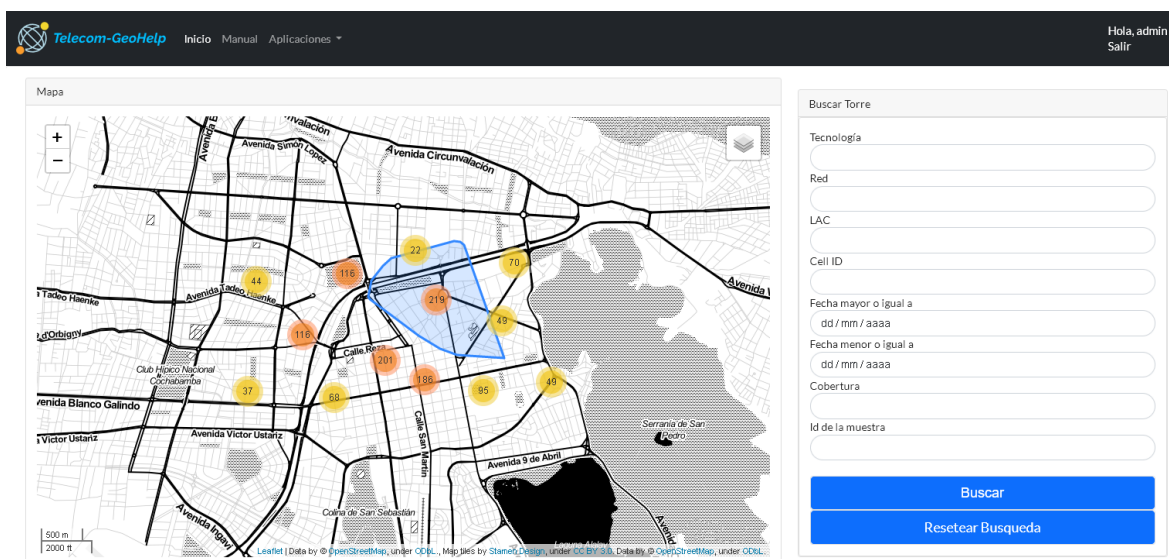 Telecom-GeoHelp Inicio Manual Aplicaciones
Hola, admin
Salir
Mapa
+
−
Avenida Simón Lopez
Avenida Circunvalación
22
70
116
44
219
Avenida Tadeo Haenke
49
116
Calle Reza
201
186
Club Hípico Nacional
Cochabamba
37
68
95
49
Avenida Blanco Galindo
Avenida Victor Ustariz
Calle San Martin
Serranía de San
Pedro
Avenida 9 de Abril
Colina de San Sebastián
Avenida Ingavi
500 m
2000 ft
Leaflet | Data by © OpenStreetMap, under ODbL., Map tiles by Stamen Design, under CC BY 3.0. Data by © OpenStreetMap, under ODbL.
Buscar Torre
Tecnología
Red
LAC
Cell ID
Fecha mayor o igual a
dd / mm / aaaa
Fecha menor o igual a
dd / mm / aaaa
Cobertura
Id de la muestra
Buscar
Resetear Busqueda